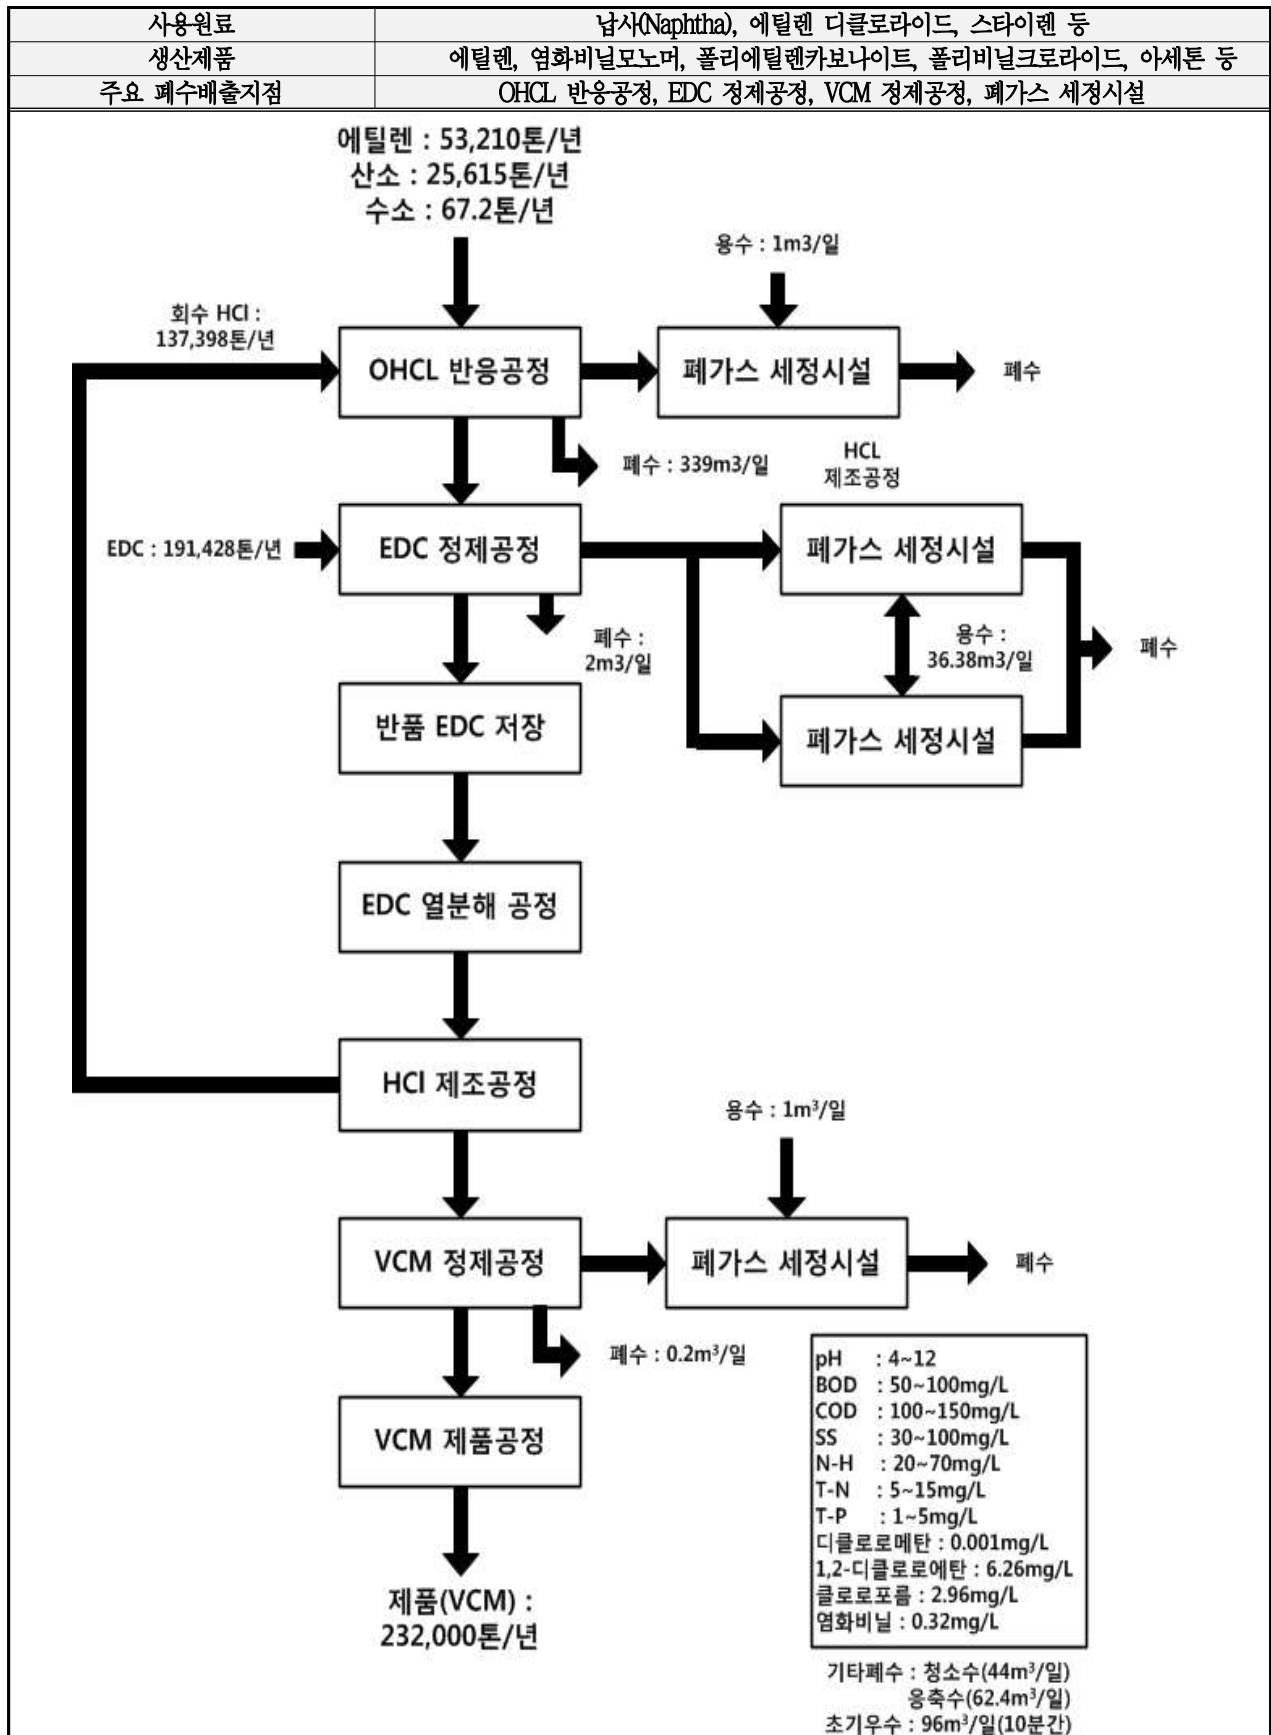 사용원료 납사(Naphtha), 에틸렌 디클로라이드, 스타이렌 등
생산제품 에틸렌, 염화비닐모노머, 폴리에틸렌카보나이트, 폴리비닐크로라이드, 아세톤 등
주요 폐수배출지점 OHCL 반응공정, EDC 정제공정, VCM 정제공정, 폐가스 세정시설
에틸렌 : 53,210톤/년
산소 : 25,615톤/년
수소 : 67.2톤/년
용수 : 1m3/일
회수 HCl :
137,398톤/년
OHCL 반응공정
폐가스 세정시설
폐수
폐수 : 339m3/일
HCL
제조공정
EDC : 191,428톤/년
EDC 정제공정
폐가스 세정시설
폐수 :
2m3/일
용수 :
36.38m3/일
폐수
반품 EDC 저장
폐가스 세정시설
EDC 열분해 공정
HCl 제조공정
용수 : 1m³/일
VCM 정제공정
폐가스 세정시설
폐수
폐수 : 0.2m³/일
VCM 제품공정
제품(VCM) :
232,000톤/년
pH : 4~12
BOD : 50~100mg/L
COD : 100~150mg/L
SS : 30~100mg/L
N-H : 20~70mg/L
T-N : 5~15mg/L
T-P : 1~5mg/L
디클로로메탄 : 0.001mg/L
1,2-디클로로에탄 : 6.26mg/L
클로로포름 : 2.96mg/L
염화비닐 : 0.32mg/L
기타폐수 : 청소수(44m³/일)
응축수(62.4m³/일)
초기우수 : 96m³/일(10분간)